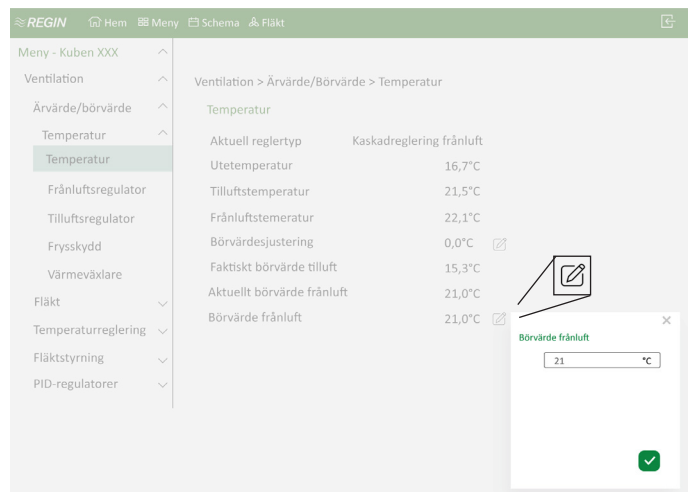 REGIN Hem Meny Schema Fläkt
Meny - Kuben XXX
Ventilation
Ärvärde/börvärde
Temperatur
Temperatur
Frånluftsregulator
Tilluftsregulator
Frysskydd
Värmeväxlare
Fläkt
Temperaturreglering
Fläktstyrning
PID-regulatorer
Ventilation > Ärvärde/Börvärde > Temperatur
Temperatur
Aktuell reglertyp Kaskadreglering frånluft
Utetemperatur 16,7°C
Tilluftstemperatur 21,5°C
Frånluftstemeratur 22,1°C
Börvärdesjustering 0,0°C
Faktiskt börvärde tilluft 15,3°C
Aktuellt börvärde frånluft 21,0°C
Börvärde frånluft 21,0°C
Börvärde frånluft
21 °C